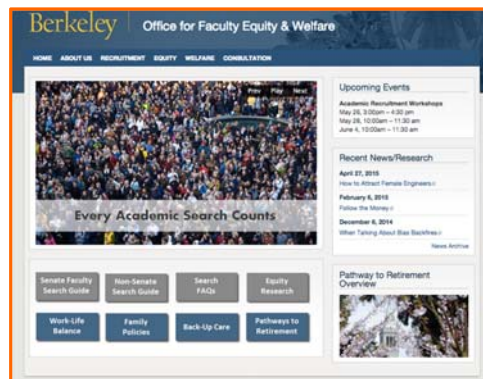 Berkeley Office for Faculty Equity & Welfare
HOME ABOUT US RECRUITMENT EQUITY WELFARE CONSULTATION
Prev Play Next
Every Academic Search Counts
Senate Faculty
Search Guide
Non-Senate
Search Guide
Search
FAQs
Equity
Research
Work-Life
Balance
Family
Policies
Back-Up Care
Pathways to
Retirement
Upcoming Events
Academic Recruitment Workshops
May 26, 3:00pm – 4:30 pm
May 28, 10:00am – 11:30 am
June 4, 10:00am – 11:30 am
Recent News/Research
April 27, 2015
How to Attract Female Engineers
February 6, 2015
Follow the Money
December 6, 2014
When Talking About Bias Backfires
News Archive
Pathway to Retirement
Overview